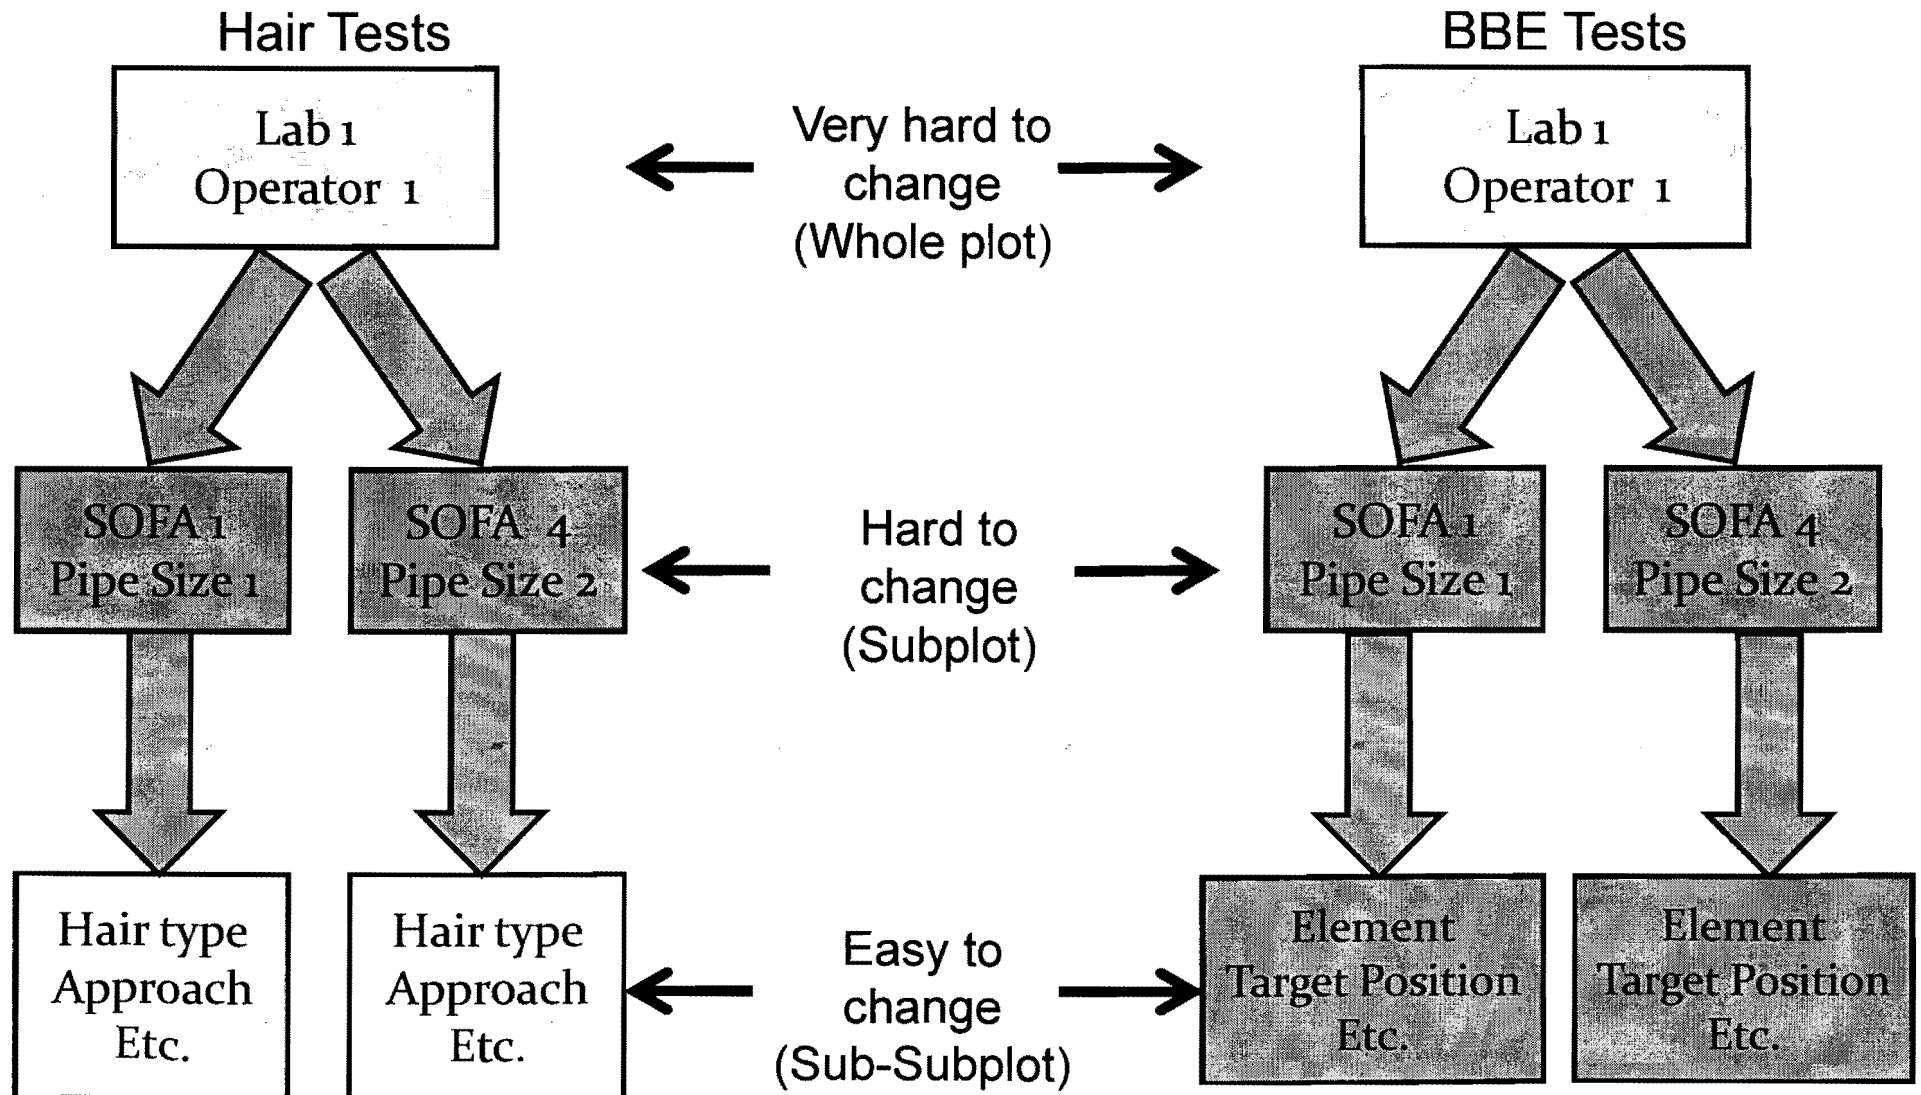 Hair Tests
BBE Tests
Lab 1
Operator 1
Very hard to
change
(Whole plot)
Lab 1
Operator 1
SOFA 1
Pipe Size 1
SOFA 4
Pipe Size 2
Hard to
change
(Subplot)
SOFA 1
Pipe Size 1
SOFA 4
Pipe Size 2
Hair type
Approach
Etc.
Hair type
Approach
Etc.
Easy to
change
(Sub-Subplot)
Element
Target Position
Etc.
Element
Target Position
Etc.